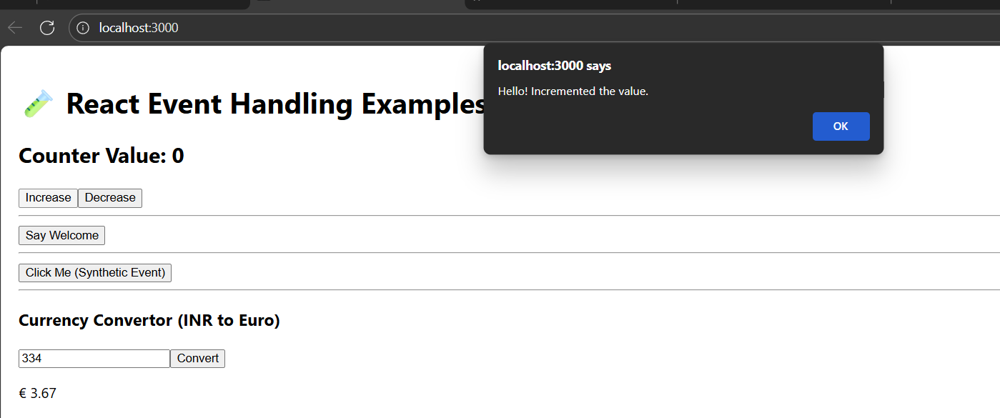 localhost:3000
localhost:3000 says
Hello! Incremented the value.
OK
React Event Handling Examples
Counter Value: 0
Increase Decrease
Say Welcome
Click Me (Synthetic Event)
Currency Convertor (INR to Euro)
334 Convert
€ 3.67